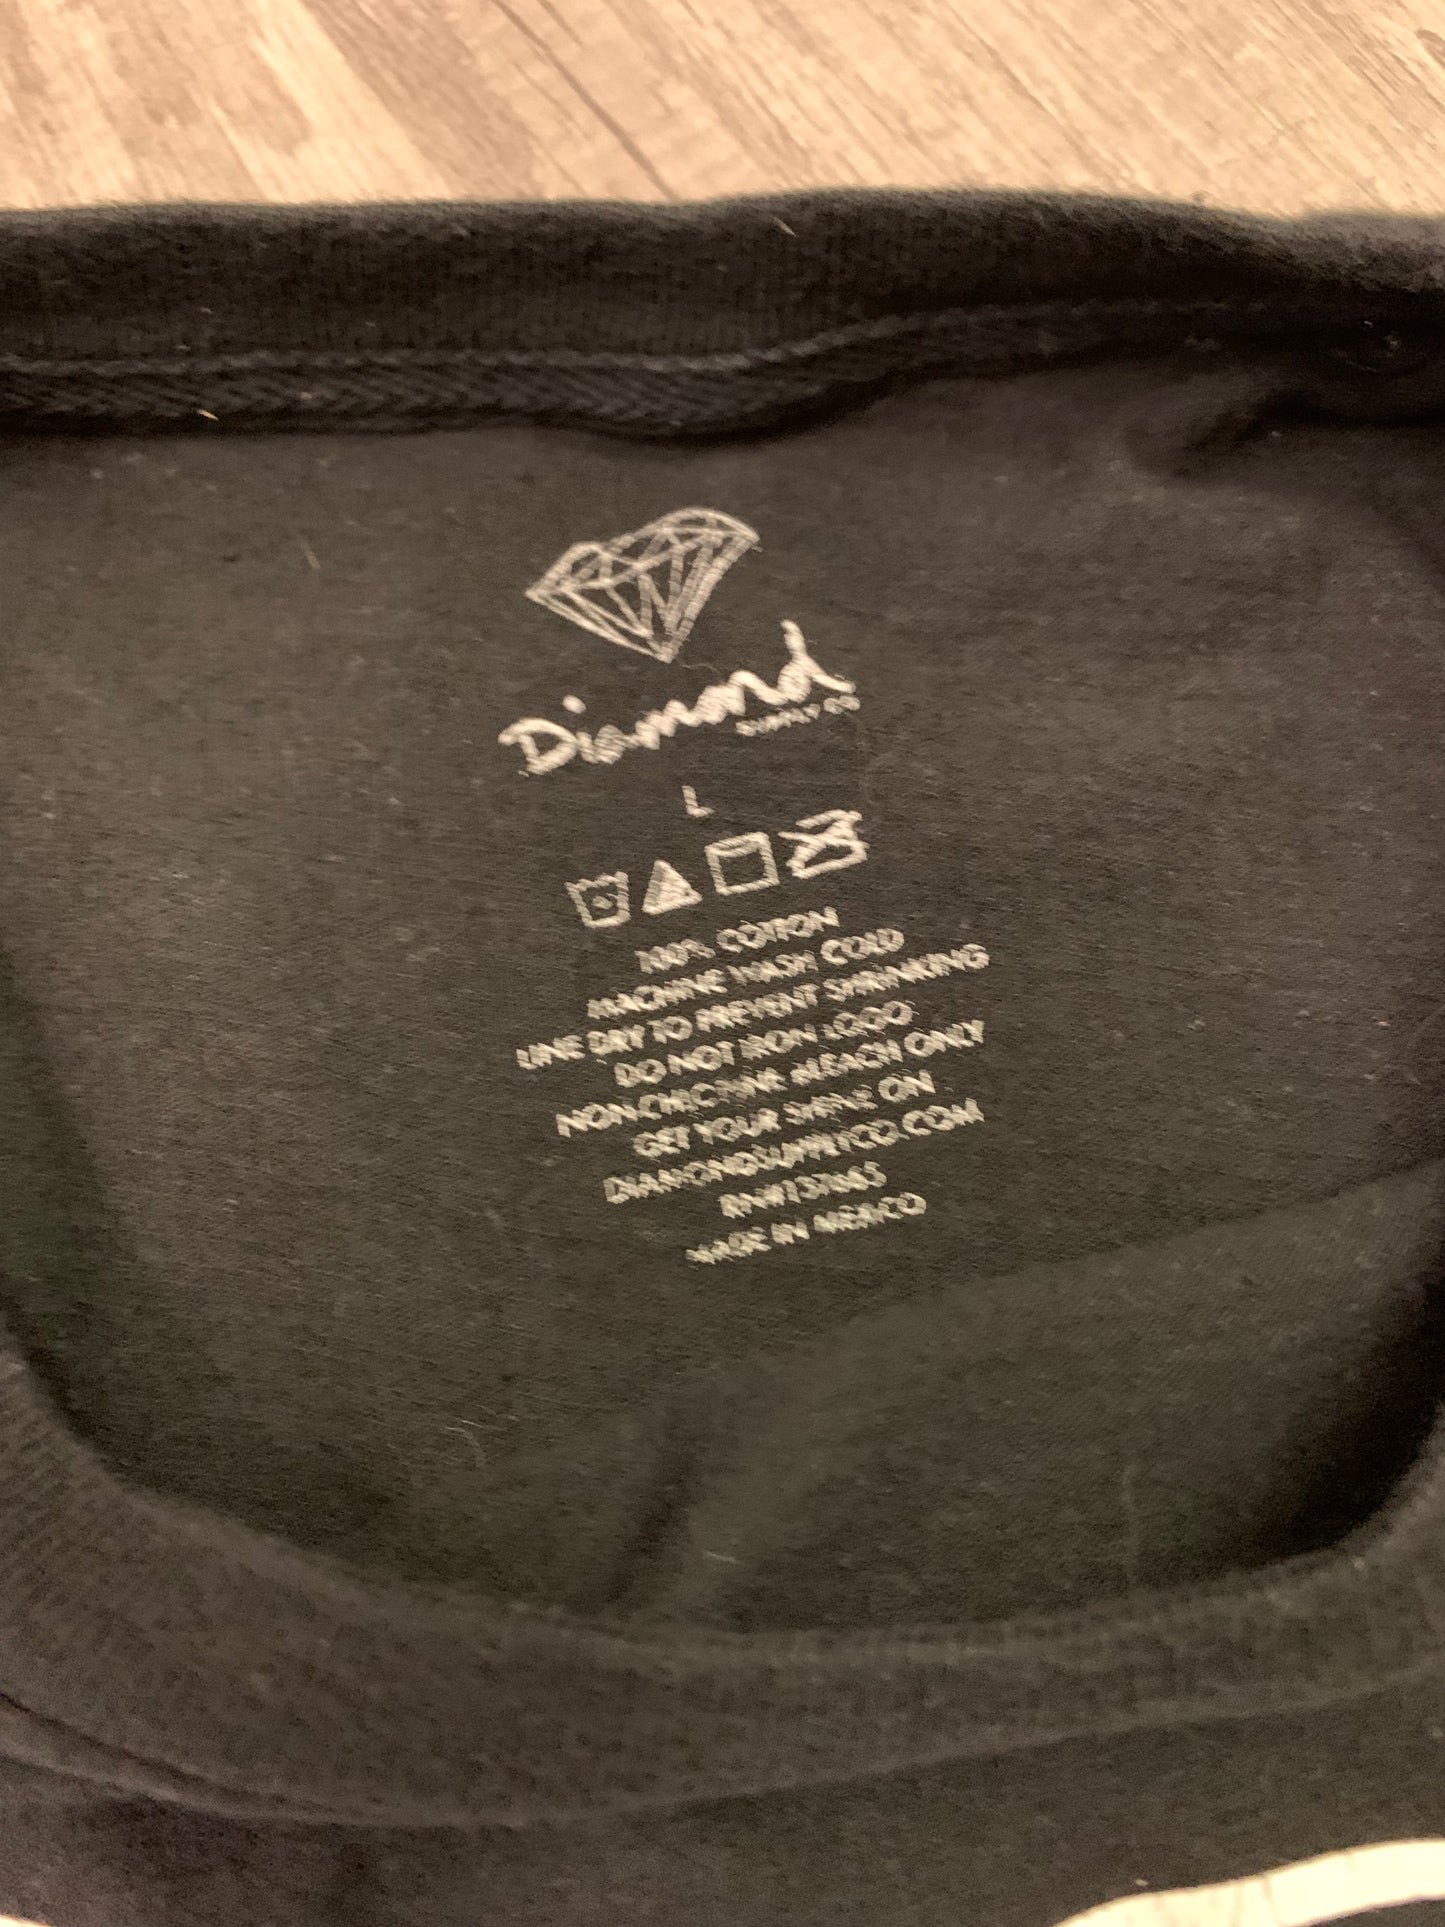 Diamond
SUPPLY CO
L
100% COTTON
MACHINE WASH COLD
LINE DRY TO PREVENT SHRINKING
DO NOT IRON LOGO
NON-CHLORINE BLEACH ONLY
GET YOUR SHINE ON
DIAMONDSUPPLYCO.COM
MADE IN MEXICO